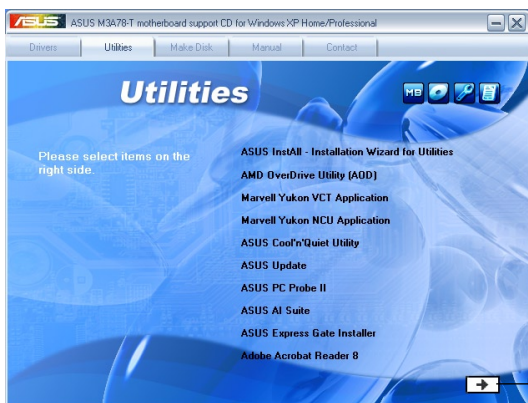 ASUS ASUS M3A78-T motherboard support CD for Windows XP Home/Professional
Drivers Utilities Make Disk Manual Contact
Utilities
MB
Please select items on the
right side.
ASUS InstAll - Installation Wizard for Utilities
AMD OverDrive Utility (AOD)
Marvell Yukon VCT Application
Marvell Yukon NCU Application
ASUS Cool'n'Quiet Utility
ASUS Update
ASUS PC Probe II
ASUS AI Suite
ASUS Express Gate Installer
Adobe Acrobat Reader 8